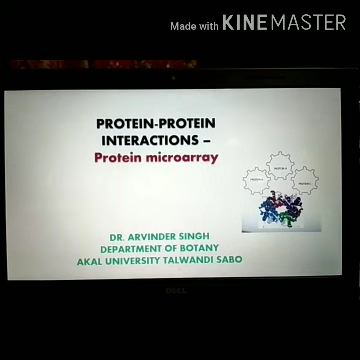 Made with KINEMASTER
PROTEIN-PROTEIN
INTERACTIONS –
Protein microarray
DR. ARVINDER SINGH
DEPARTMENT OF BOTANY
AKAL UNIVERSITY TALWANDI SABO
DELL